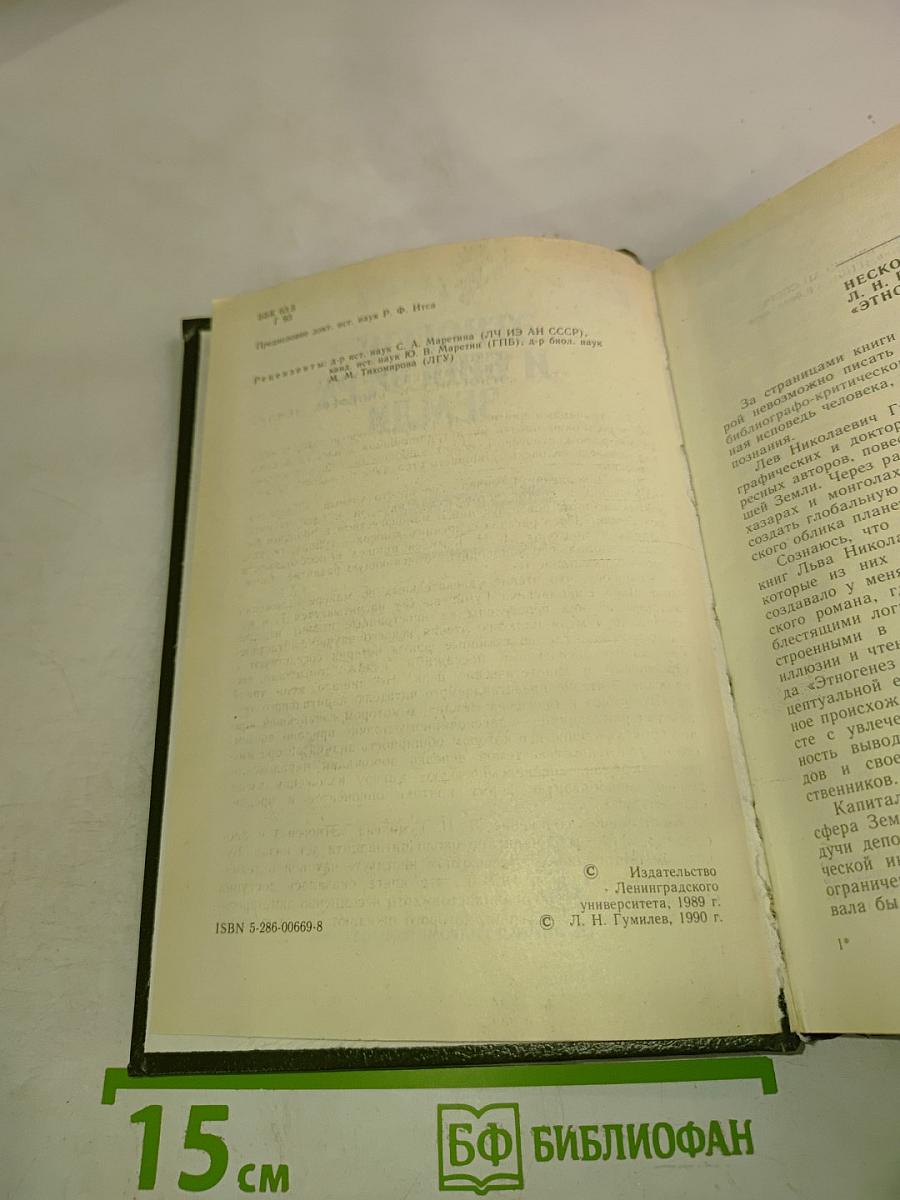 ББК 63.5
Г 93
Предисловие докт. ист. наук Р. Ф. Итса
Рецензенты: д-р ист. наук С. А. Маретина (ЛЧ ИЭ АН СССР),
канд. ист. наук Ю. В. Маретин (ГПБ), д-р биол. наук
М. М. Тихомирова (ЛГУ)
© Издательство
Ленинградского
университета, 1989 г.
© Л. Н. Гумилев, 1990 г.
ISBN 5-286-00669-8
НЕСКО
Л. Н.
«ЭТНО
За страницами книги
рой невозможно писать
библиографо-критическо
ная исповедь человека,
познания.
Лев Николаевич Г
графических и доктор
ресных авторов, повес
шей Земли. Через ра
хазарах и монголах
создать глобальную
ского облика плане
Сознаюсь, что
книг Льва Никола
которые из них
создавало у меня
ского романа, г
блестящими лог
строенными в
иллюзии и чтен
да «Этногенез
цептуальной е
ное происхож
сте с увлече
ность вывод
дов и свое
ственников.
Капитал
сфера Зем
дучи депо
ческой ин
ограниче
вала бы
1*
15 см
БФ БИБЛИОФАН